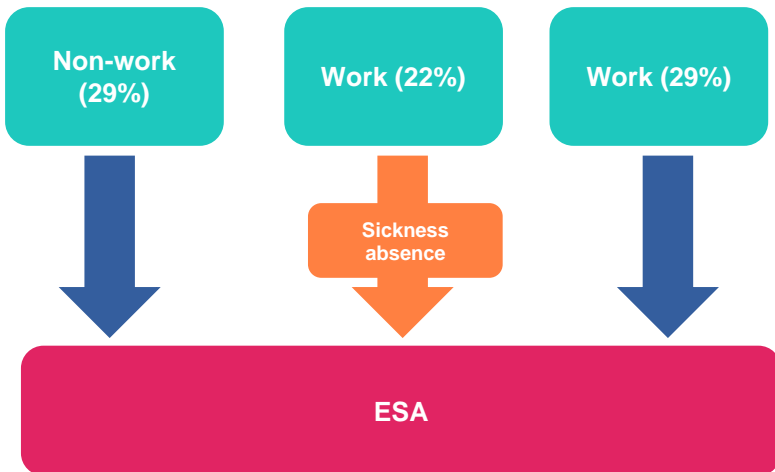 Non-work
(29%)
Work (22%)
Work (29%)
Sickness
absence
ESA